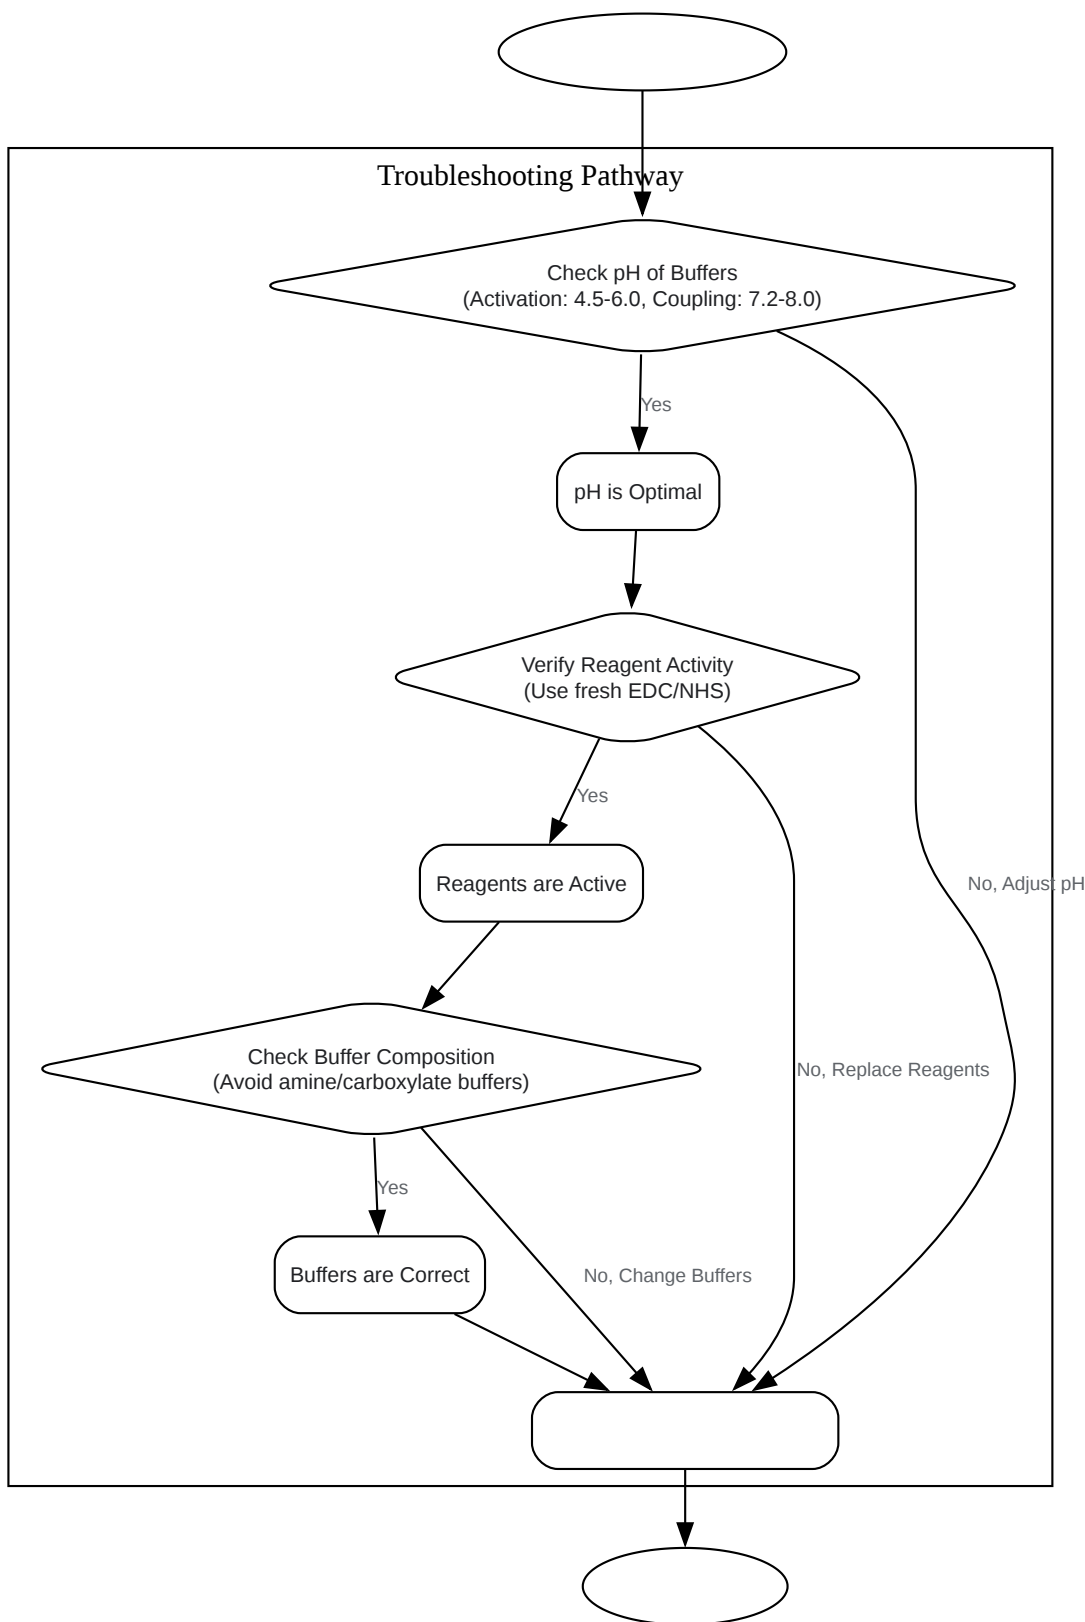 Troubleshooting Pathway
Check pH of Buffers
(Activation: 4.5-6.0, Coupling: 7.2-8.0)
Yes
pH is Optimal
Verify Reagent Activity
(Use fresh EDC/NHS)
Yes
Reagents are Active
No, Adjust pH
Check Buffer Composition
(Avoid amine/carboxylate buffers)
No, Replace Reagents
Yes
Buffers are Correct
No, Change Buffers